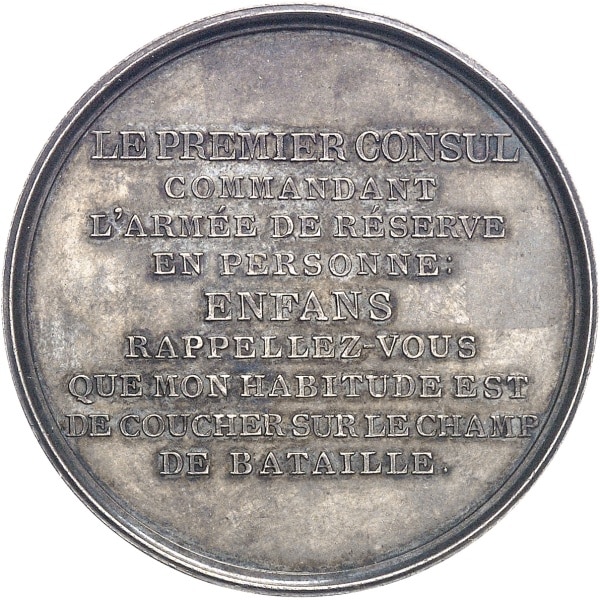 LE PREMIER CONSUL
COMMANDANT
L'ARMÉE DE RÉSERVE
EN PERSONNE:
ENFANS
RAPPELLEZ-VOUS
QUE MON HABITUDE EST
DE COUCHER SUR LE CHAMP
DE BATAILLE.